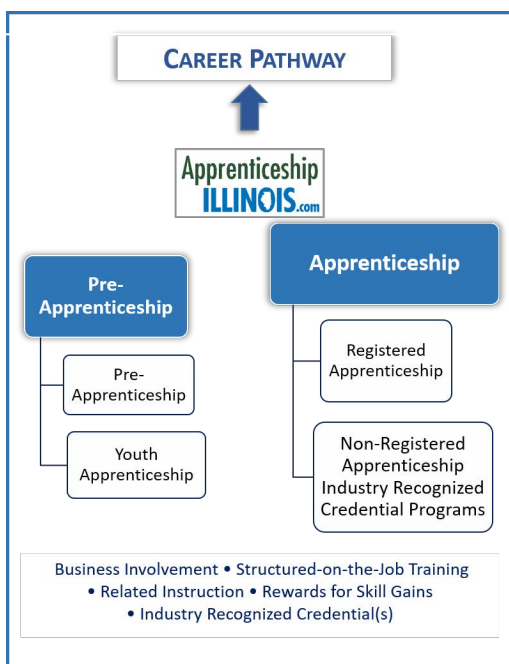 CAREER PATHWAY
Apprenticeship
ILLINOIS.com
Pre-
Apprenticeship
Pre-
Apprenticeship
Youth
Apprenticeship
Apprenticeship
Registered
Apprenticeship
Non-Registered
Apprenticeship
Industry Recognized
Credential Programs
Business Involvement • Structured-on-the-Job Training
• Related Instruction • Rewards for Skill Gains
• Industry Recognized Credential(s)